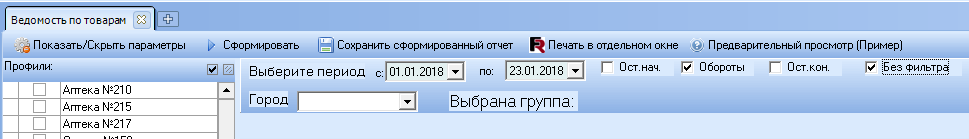 Ведомость по товарам
Показать/Скрыть параметры Сформировать Сохранить сформированный отчет Печать в отдельном окне Предварительный просмотр (Пример)
Профили:
Выберите период с: 01.01.2018 по: 23.01.2018 Ост.нач. Обороты Ост.кон. Без фильтра
Аптека №210
Город Выбрана группа:
Аптека №215
Аптека №217